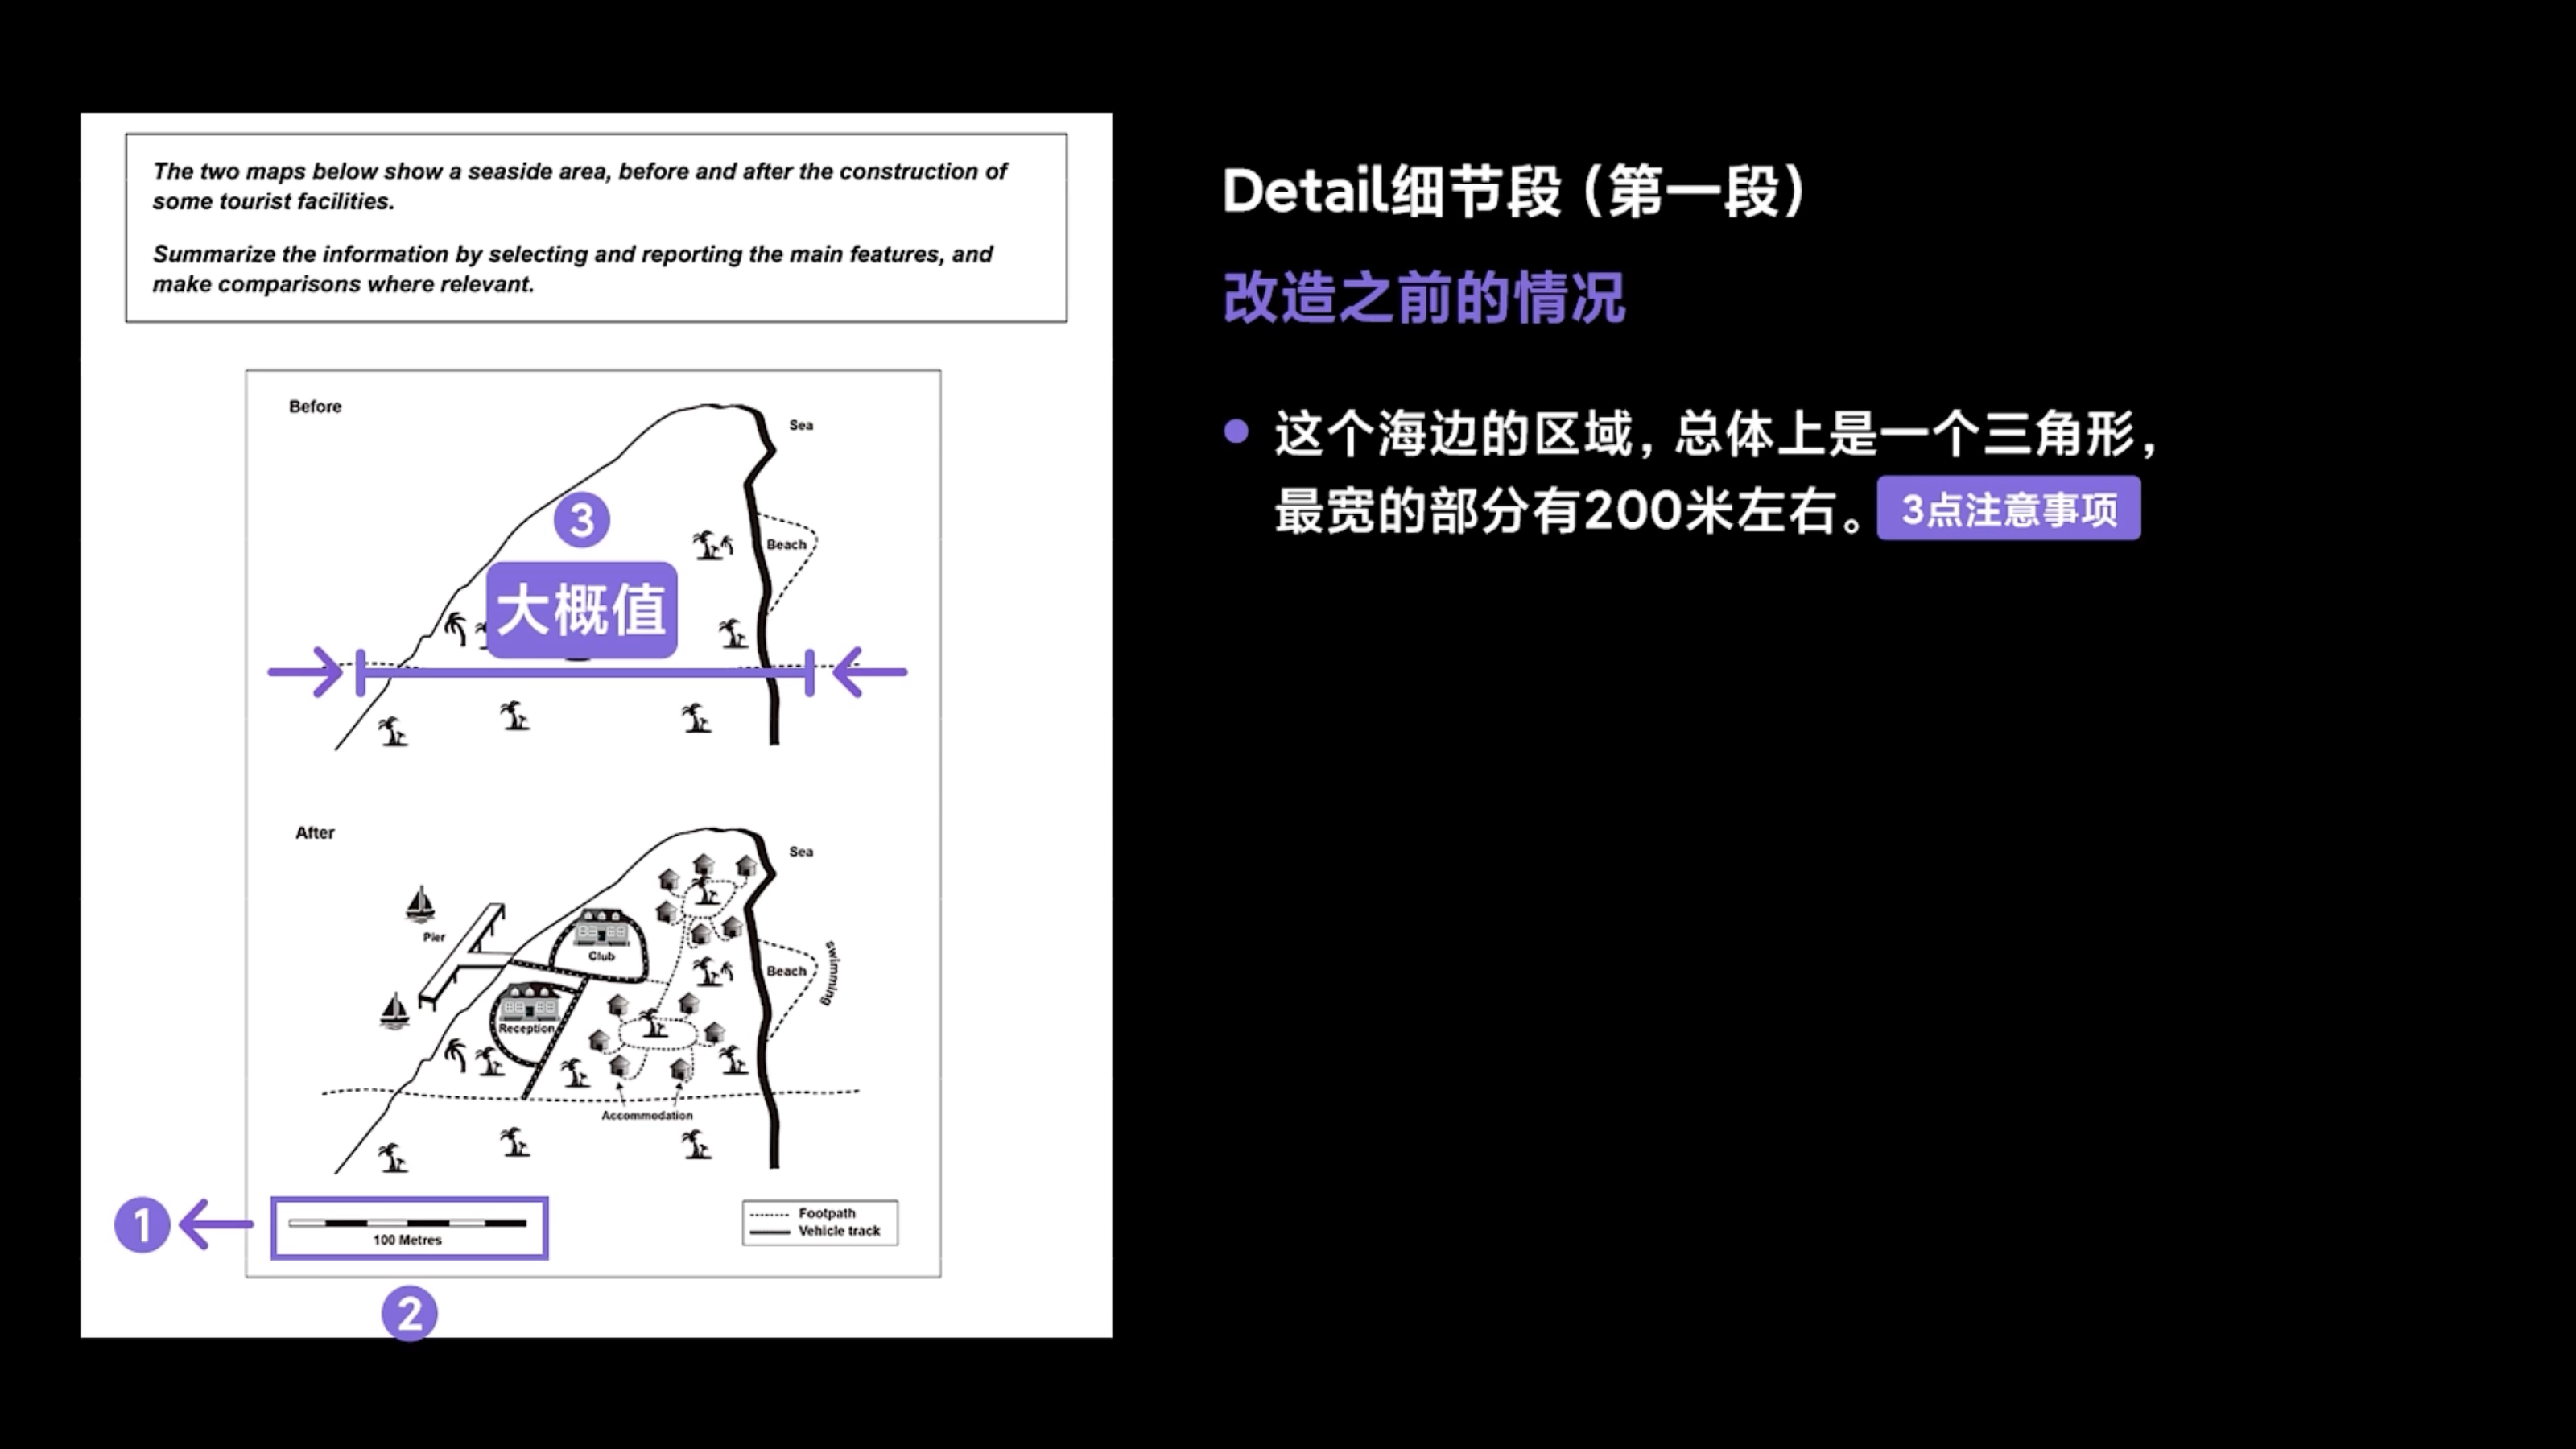 The two maps below show a seaside area, before and after the construction of
some tourist facilities.
Summarize the information by selecting and reporting the main features, and
make comparisons where relevant.
Before
Sea
Beach
3
大概值
After
Sea
Pier
Club
Beach
swimming
Reception
Accommodation
1
100 Metres
Footpath
Vehicle track
2
Detail细节段（第一段）
改造之前的情况
这个海边的区域，总体上是一个三角形，
最宽的部分有200米左右。 3点注意事项